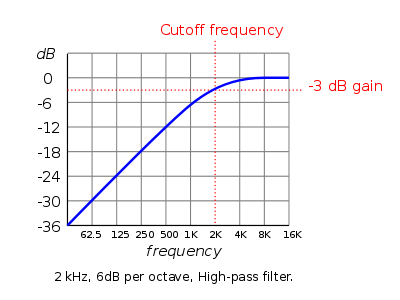 Cutoff frequency
dB
0
-3 dB gain
-6
-12
-18
-24
-30
-36
62.5 125 250 500 1K 2K 4K 8K 16K
frequency
2 kHz, 6dB per octave, High-pass filter.